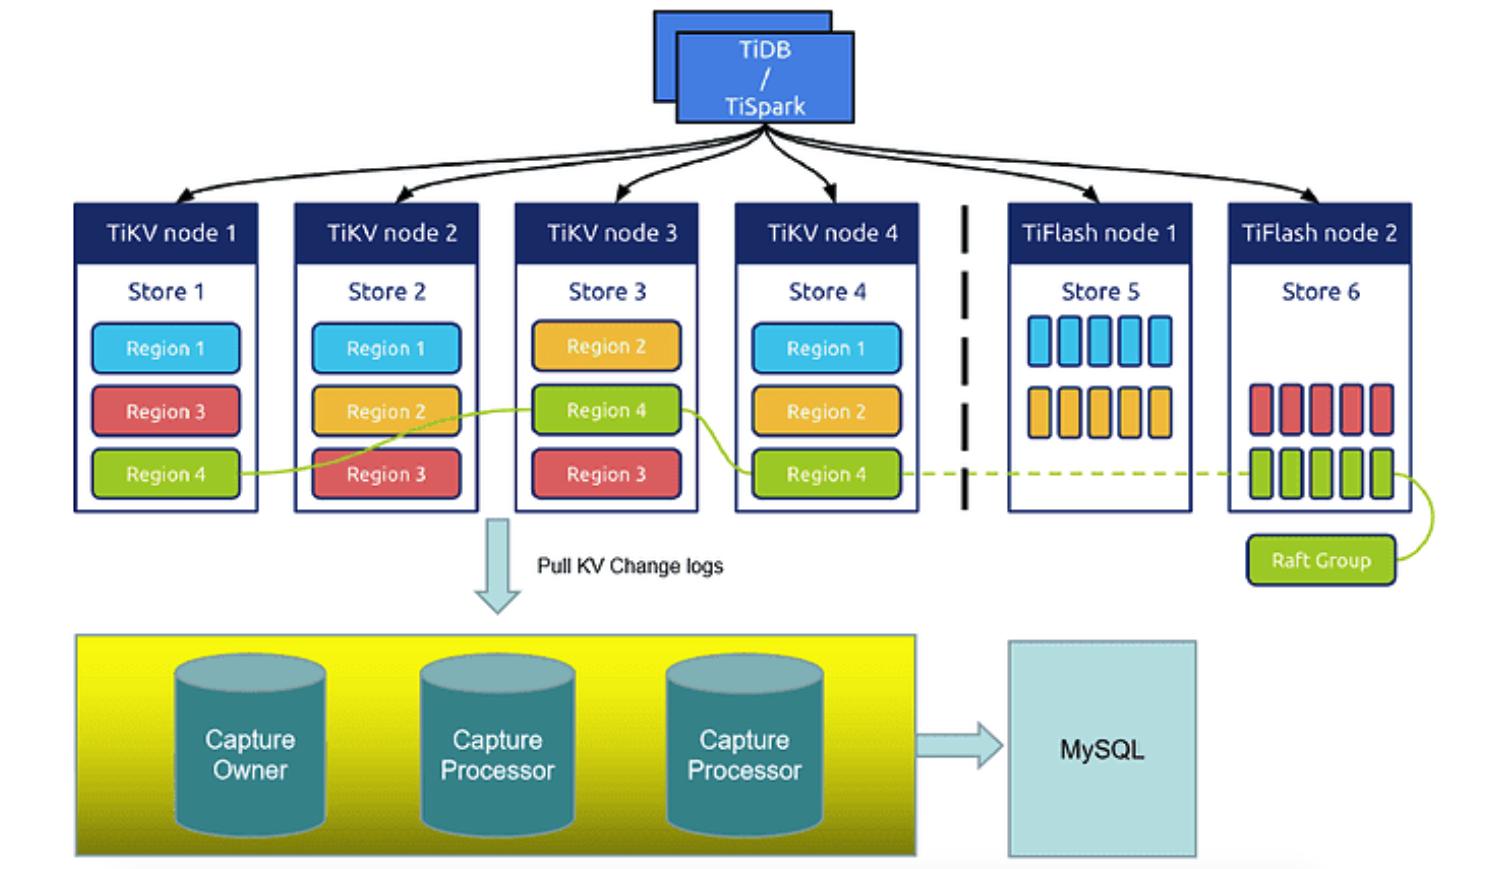 TiDB
/
TiSpark
TiKV node 1
TiKV node 2
TiKV node 3
TiKV node 4
TiFlash node 1
TiFlash node 2
Store 1
Store 2
Store 3
Store 4
Store 5
Store 6
Region 1
Region 1
Region 2
Region 1
Region 3
Region 2
Region 4
Region 2
Region 4
Region 3
Region 3
Region 4
Raft Group
Pull KV Change logs
Capture
Owner
Capture
Processor
Capture
Processor
MySQL